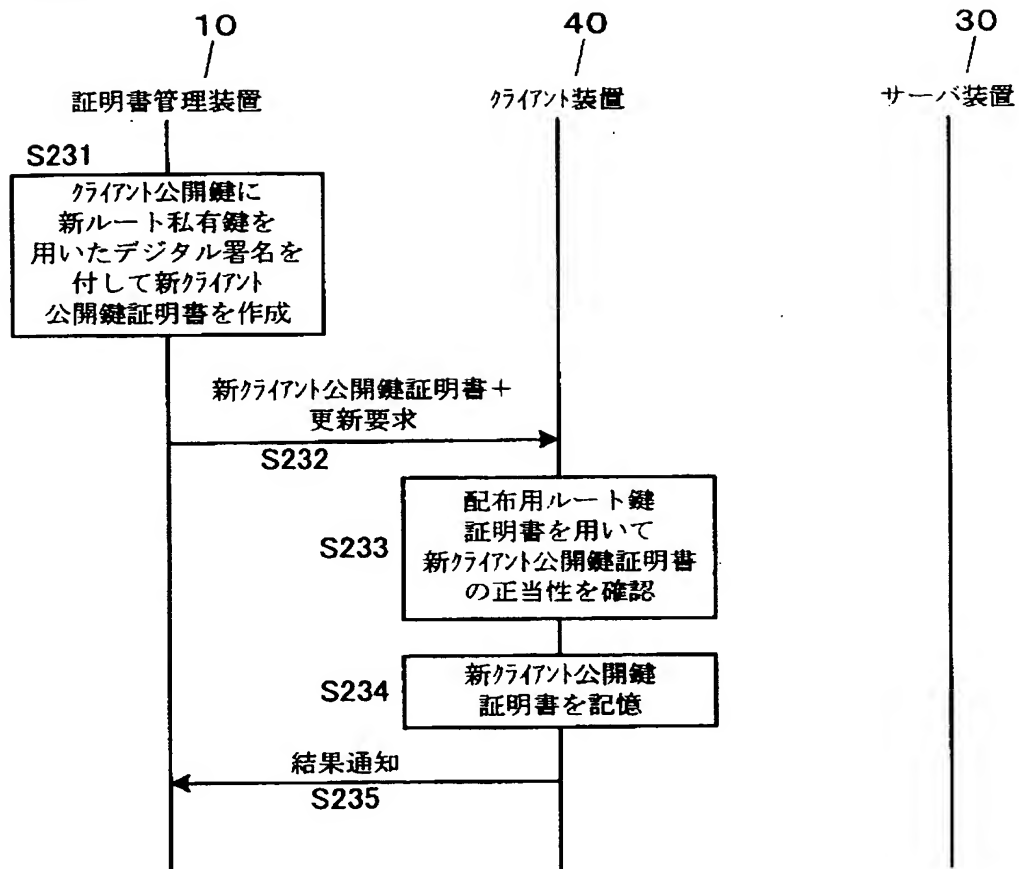 10
40
30
証明書管理装置
クライアント装置
サーバ装置
S231
クライアント公開鍵に
新ルート私有鍵を
用いたデジタル署名を
付して新クライアント
公開鍵証明書を作成
新クライアント公開鍵証明書+
更新要求
S232
S233
配布用ルート鍵
証明書を用いて
新クライアント公開鍵証明書
の正当性を確認
S234
新クライアント公開鍵
証明書を記憶
結果通知
S235